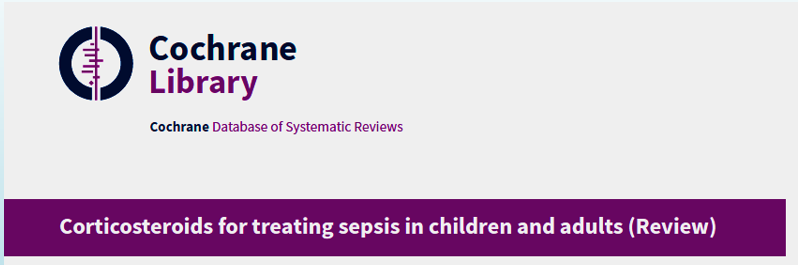 Cochrane
Library
Cochrane Database of Systematic Reviews
Corticosteroids for treating sepsis in children and adults (Review)